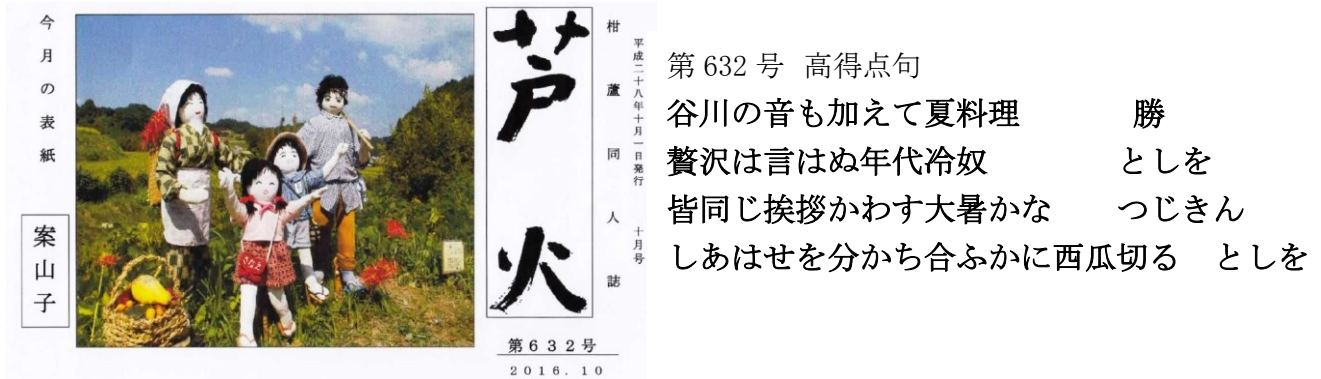 平成二十八年十月一日発行 十月号
柑蘆同人誌
芦火
第632号
2016.10
今月の表紙
案山子
さなえ
第 632 号 高得点句
谷川の音も加えて夏料理 勝
贅沢は言はぬ年代冷奴 としを
皆同じ挨拶かわす大暑かな つじきん
しあはせを分かち合ふかに西瓜切る としを